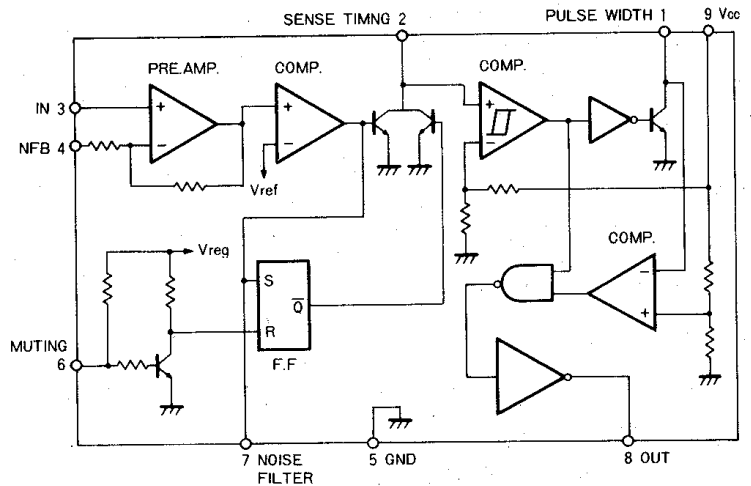 SENSE TIMNG 2
PULSE WIDTH 1
9 Vcc
PRE.AMP.
COMP.
COMP.
IN 3
+
+
+
NFB 4
−
−
−
Vref
Vreg
COMP.
S
Q̅
−
R
+
MUTING
6
F.F
7 NOISE
FILTER
5 GND
8 OUT